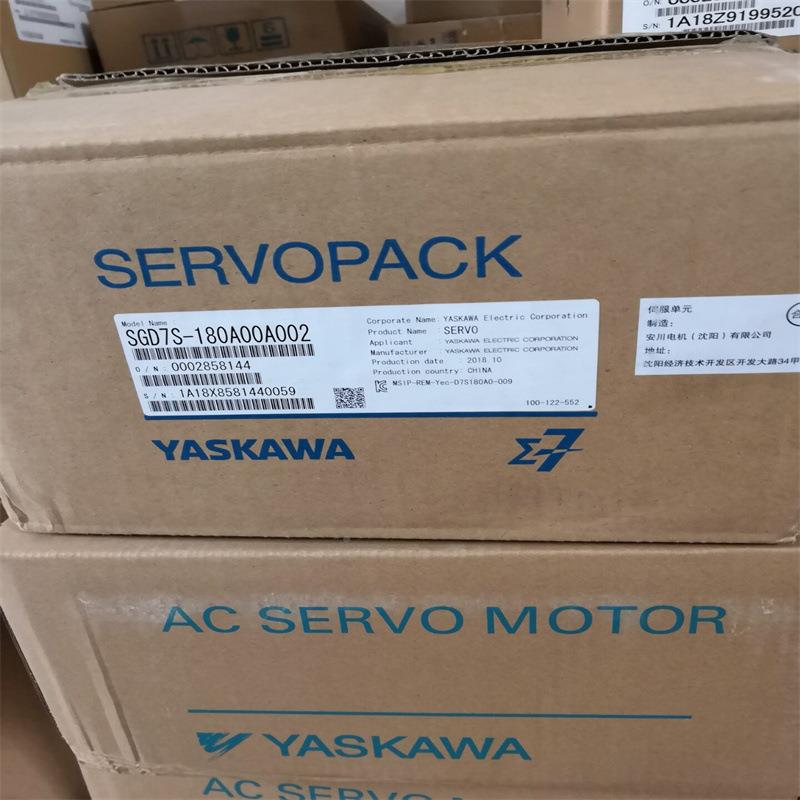 S/N: 1A18Z9199520
SERVOPACK
Model Name
SGD7S-180A00A002
O/N: 0002858144
S/N: 1A18X8581440059
Corporate Name: YASKAWA Electric Corporation
Product Name : SERVO
Applicant : YASKAWA ELECTRIC CORPORATION
Manufacturer : YASKAWA ELECTRIC CORPORATION
Production date : 2018.10
Production country: CHINA
MSIP-REM-Yec-D7S180A0-009
100-122-552
伺服单元
制造:
安川电机(沈阳)有限公司
地址:
沈阳经济技术开发区开发大路34甲
YASKAWA
Σ7
AC SERVO MOTOR
YASKAWA
AC SERVO